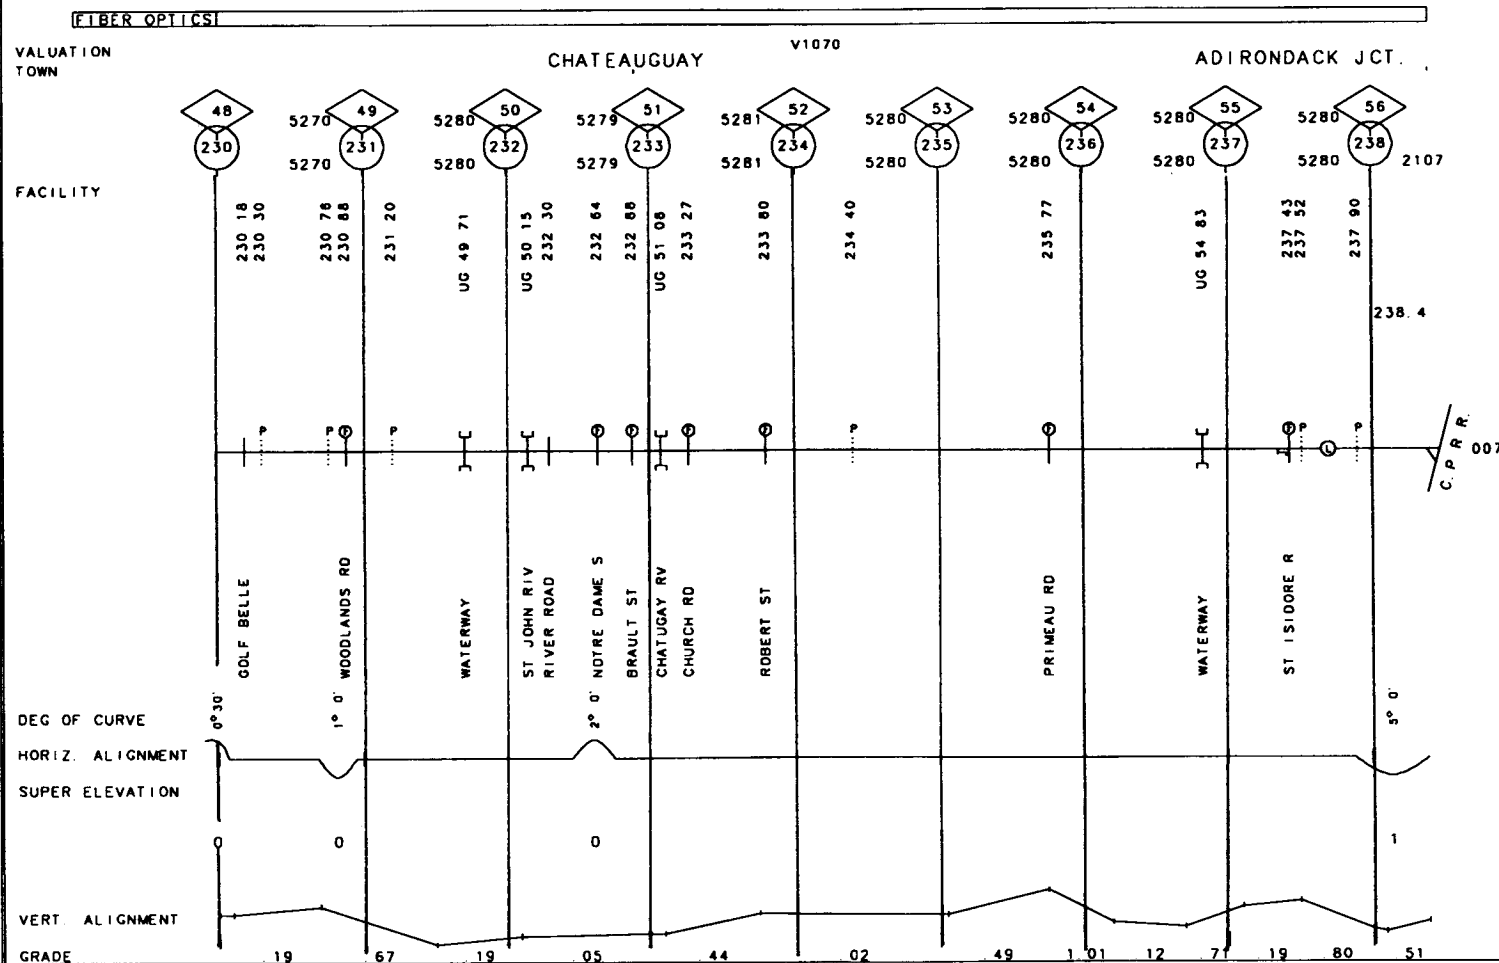 FIBER OPTICS
VALUATION V1070
TOWN CHATEAUGUAY ADIRONDACK JCT.
48 5270 49 5280 50 5279 51 5281 52 5280 53 5280 54 5280 55 5280 56
230 5270 231 5280 232 5279 233 5281 234 5280 235 5280 236 5280 237 5280 238 2107
FACILITY
230 18
230 30
230 78
230 88
231 20
UG 49 71
UG 50 15
232 30
232 64
232 88
UG 51 08
233 27
233 80
234 40
235 77
UG 54 83
237 43
237 52
237 90
238.4
P P F P F F F F P F F P L P
C.P.R.R.
007
GOLF BELLE
WOODLANDS RD
WATERWAY
ST JOHN RIV
RIVER ROAD
NOTRE DAME S
BRAULT ST
CHATUGAY RV
CHURCH RD
ROBERT ST
PRIMEAU RD
WATERWAY
ST ISIDORE R
DEG OF CURVE 0°30' 1° 0' 2° 0' 5° 0'
HORIZ. ALIGNMENT
SUPER ELEVATION
0 0 0 1
VERT. ALIGNMENT
GRADE 19 67 19 05 44 02 49 1.01 12 71 19 80 51